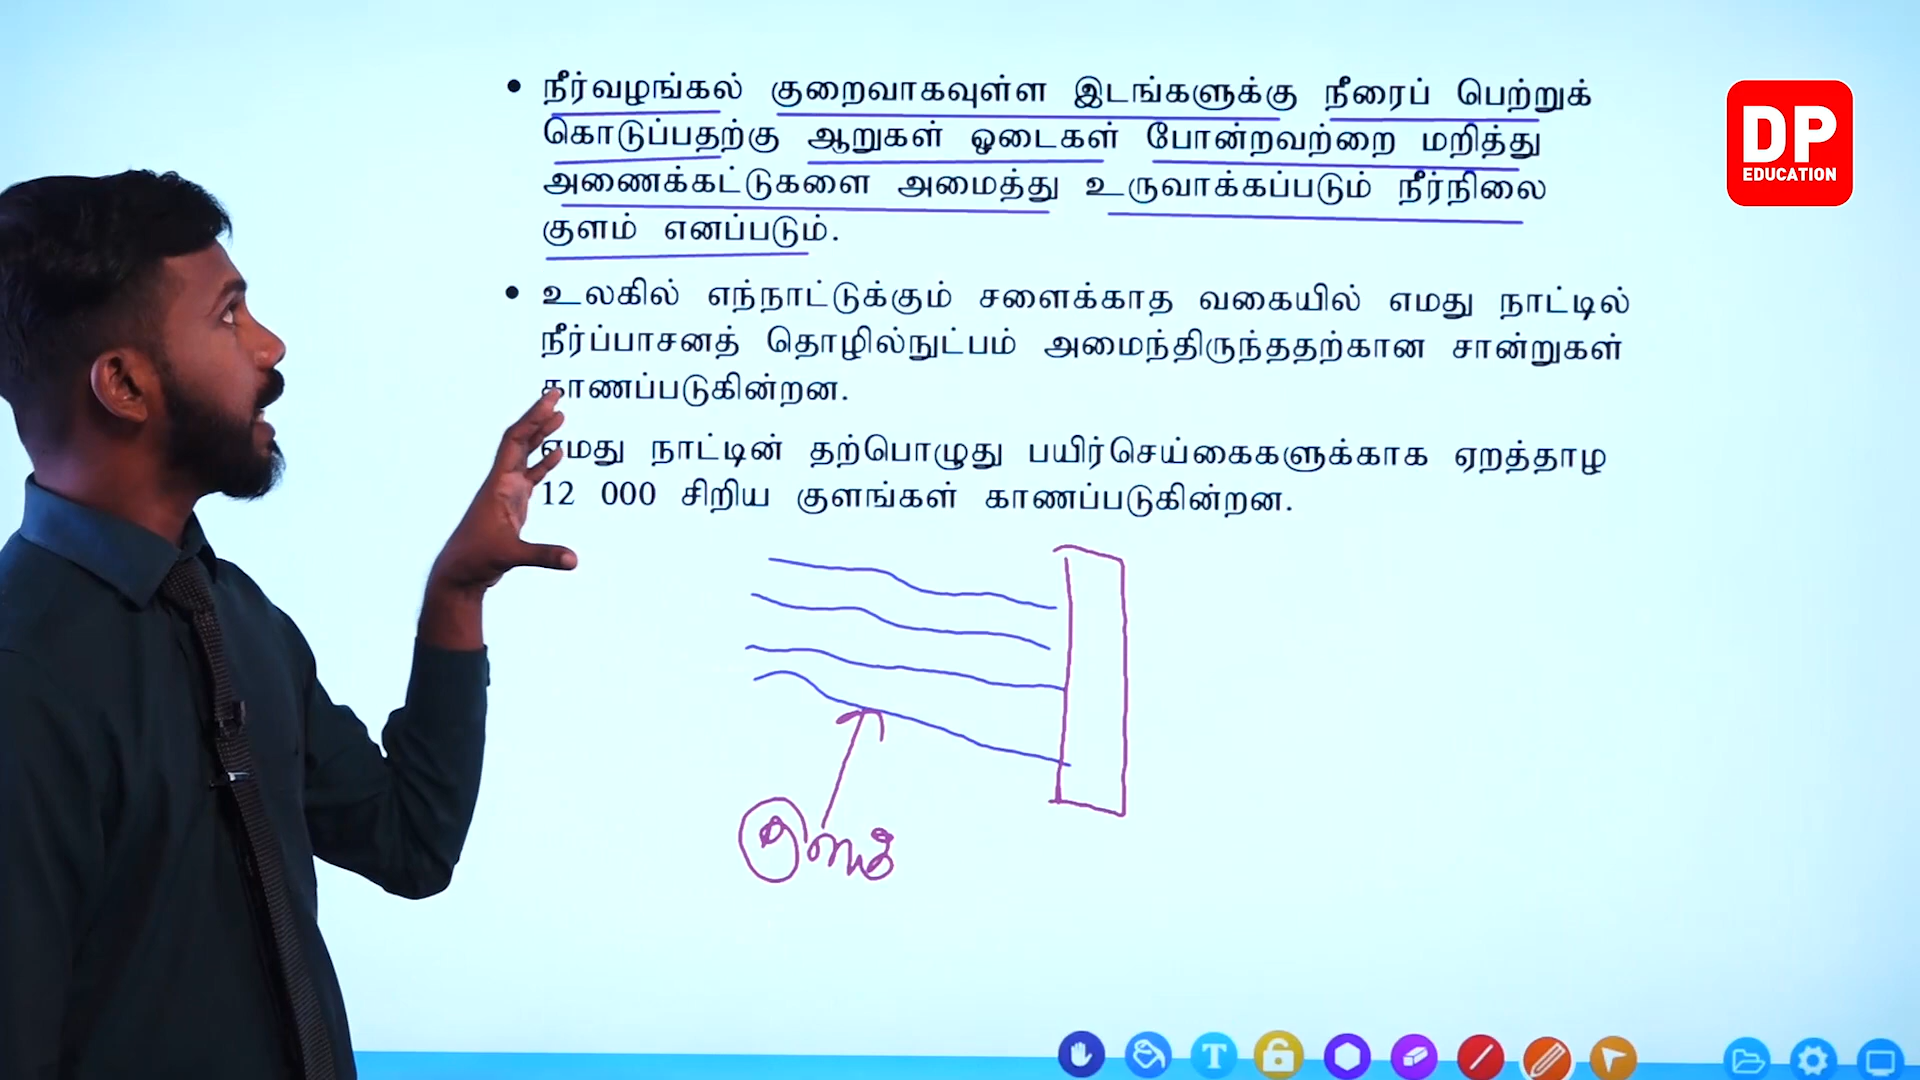 • நீர்வழங்கல் குறைவாகவுள்ள இடங்களுக்கு நீரைப் பெற்றுக்
கொடுப்பதற்கு ஆறுகள் ஓடைகள் போன்றவற்றை மறித்து
அணைக்கட்டுகளை அமைத்து உருவாக்கப்படும் நீர்நிலை
குளம் எனப்படும்.
• உலகில் எந்நாட்டுக்கும் சளைக்காத வகையில் எமது நாட்டில்
நீர்ப்பாசனத் தொழில்நுட்பம் அமைந்திருந்ததற்கான சான்றுகள்
காணப்படுகின்றன.
எமது நாட்டின் தற்பொழுது பயிர்செய்கைகளுக்காக ஏறத்தாழ
12 000 சிறிய குளங்கள் காணப்படுகின்றன.
DP
EDUCATION
T